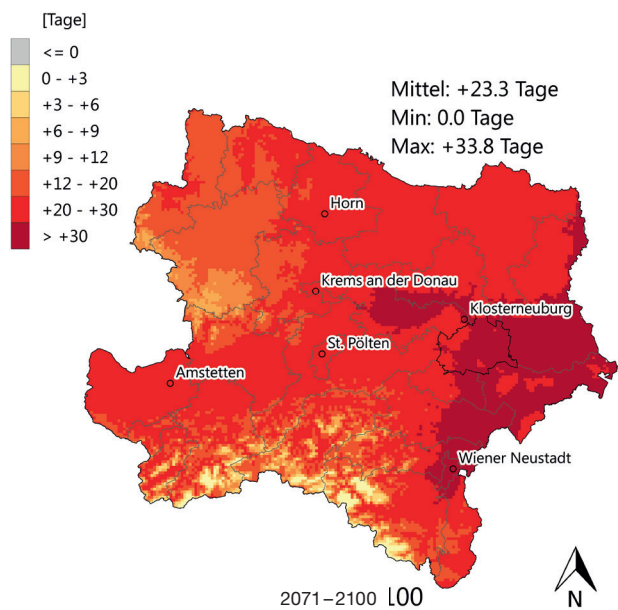 [Tage]
<= 0
0 - +3
+3 - +6
+6 - +9
+9 - +12
+12 - +20
+20 - +30
> +30
Mittel: +23.3 Tage
Min: 0.0 Tage
Max: +33.8 Tage
Horn
Krems an der Donau
Klosterneuburg
St. Pölten
Amstetten
Wiener Neustadt
2071–2100 L00
N